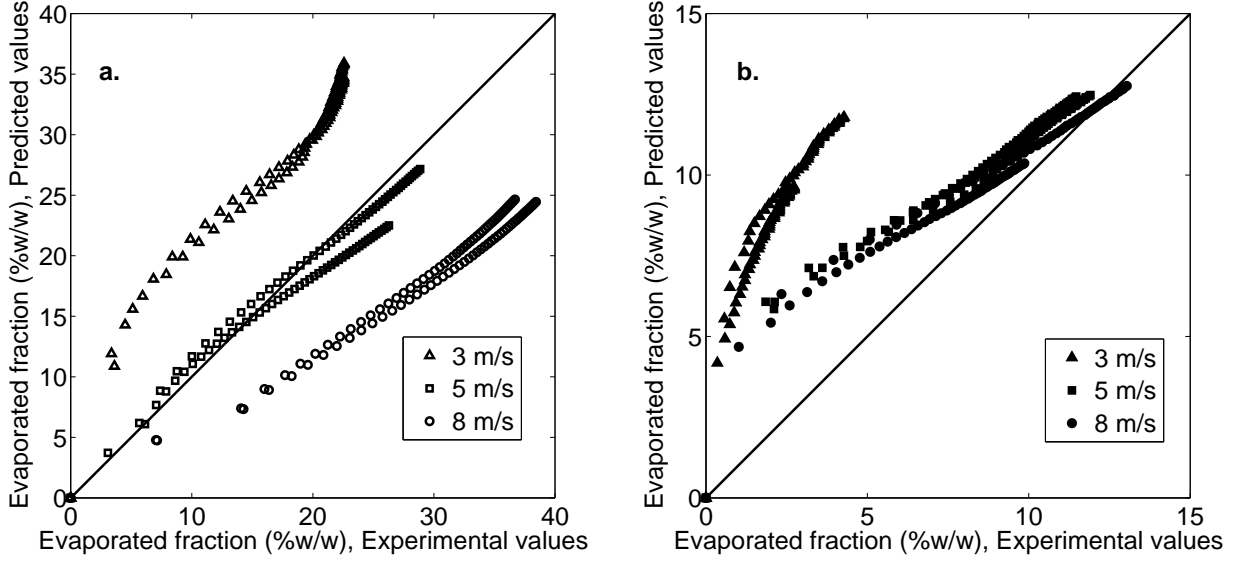 Evaporated fraction (%w/w), Predicted values
40
35
30
25
20
15
10
5
0
a.
3 m/s
5 m/s
8 m/s
0
10
20
30
40
Evaporated fraction (%w/w), Experimental values
Evaporated fraction (%w/w), Predicted values
15
10
5
0
b.
3 m/s
5 m/s
8 m/s
0
5
10
15
Evaporated fraction (%w/w), Experimental values